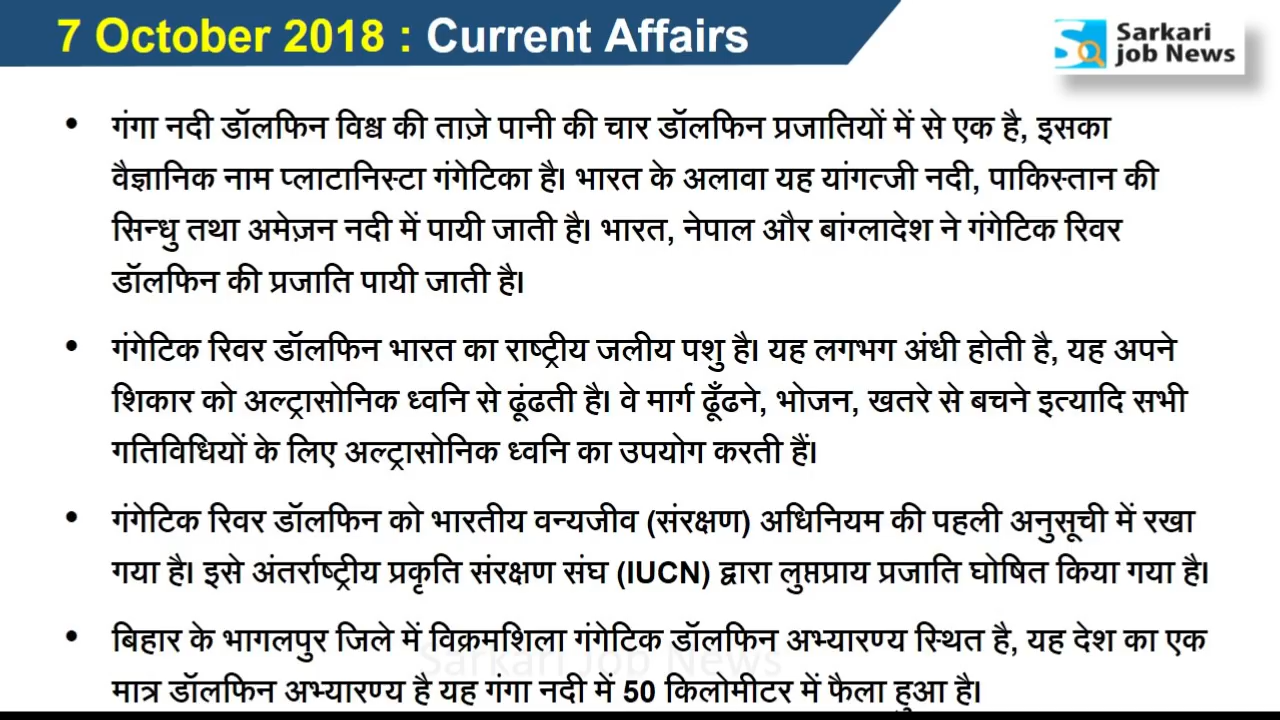 7 October 2018 : Current Affairs
Sarkari
Job News
• गंगा नदी डॉलफिन विश्व की ताज़े पानी की चार डॉलफिन प्रजातियों में से एक है, इसका
वैज्ञानिक नाम प्लाटानिस्टा गंगेटिका है। भारत के अलावा यह यांगत्जी नदी, पाकिस्तान की
सिन्धु तथा अमेज़न नदी में पायी जाती है। भारत, नेपाल और बांग्लादेश ने गंगेटिक रिवर
डॉलफिन की प्रजाति पायी जाती है।
• गंगेटिक रिवर डॉलफिन भारत का राष्ट्रीय जलीय पशु है। यह लगभग अंधी होती है, यह अपने
शिकार को अल्ट्रासोनिक ध्वनि से ढूंढती है। वे मार्ग ढूँढने, भोजन, खतरे से बचने इत्यादि सभी
गतिविधियों के लिए अल्ट्रासोनिक ध्वनि का उपयोग करती हैं।
• गंगेटिक रिवर डॉलफिन को भारतीय वन्यजीव (संरक्षण) अधिनियम की पहली अनुसूची में रखा
गया है। इसे अंतर्राष्ट्रीय प्रकृति संरक्षण संघ (IUCN) द्वारा लुप्तप्राय प्रजाति घोषित किया गया है।
• बिहार के भागलपुर जिले में विक्रमशिला गंगेटिक डॉलफिन अभ्यारण्य स्थित है, यह देश का एक
Sarkari Job News
मात्र डॉलफिन अभ्यारण्य है यह गंगा नदी में 50 किलोमीटर में फैला हुआ है।